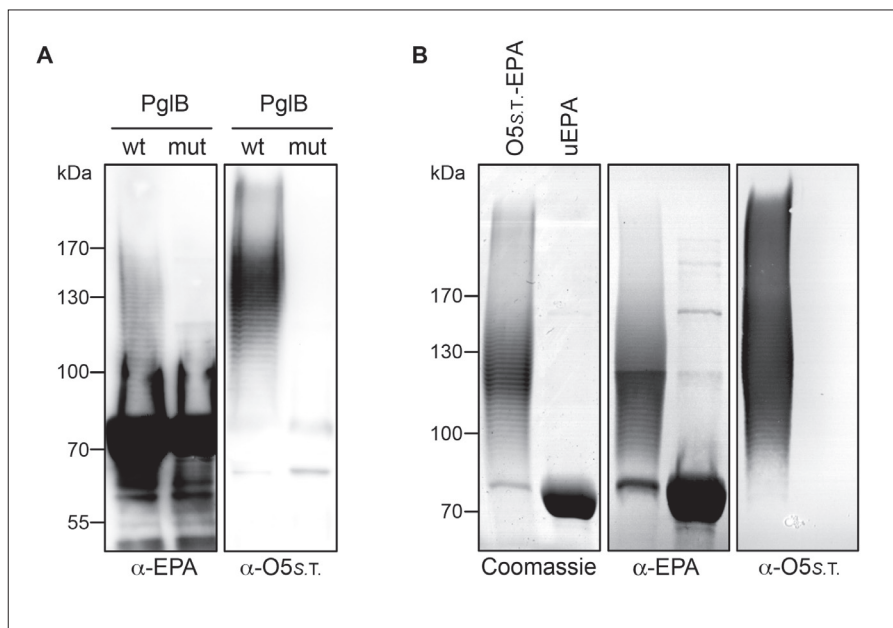 A
PglB
PglB
wt mut
wt mut
kDa
170
130
100
70
55
α-EPA
α-O5S.T.
B
O5S.T.-EPA
uEPA
kDa
170
130
100
70
Coomassie
α-EPA
α-O5S.T.